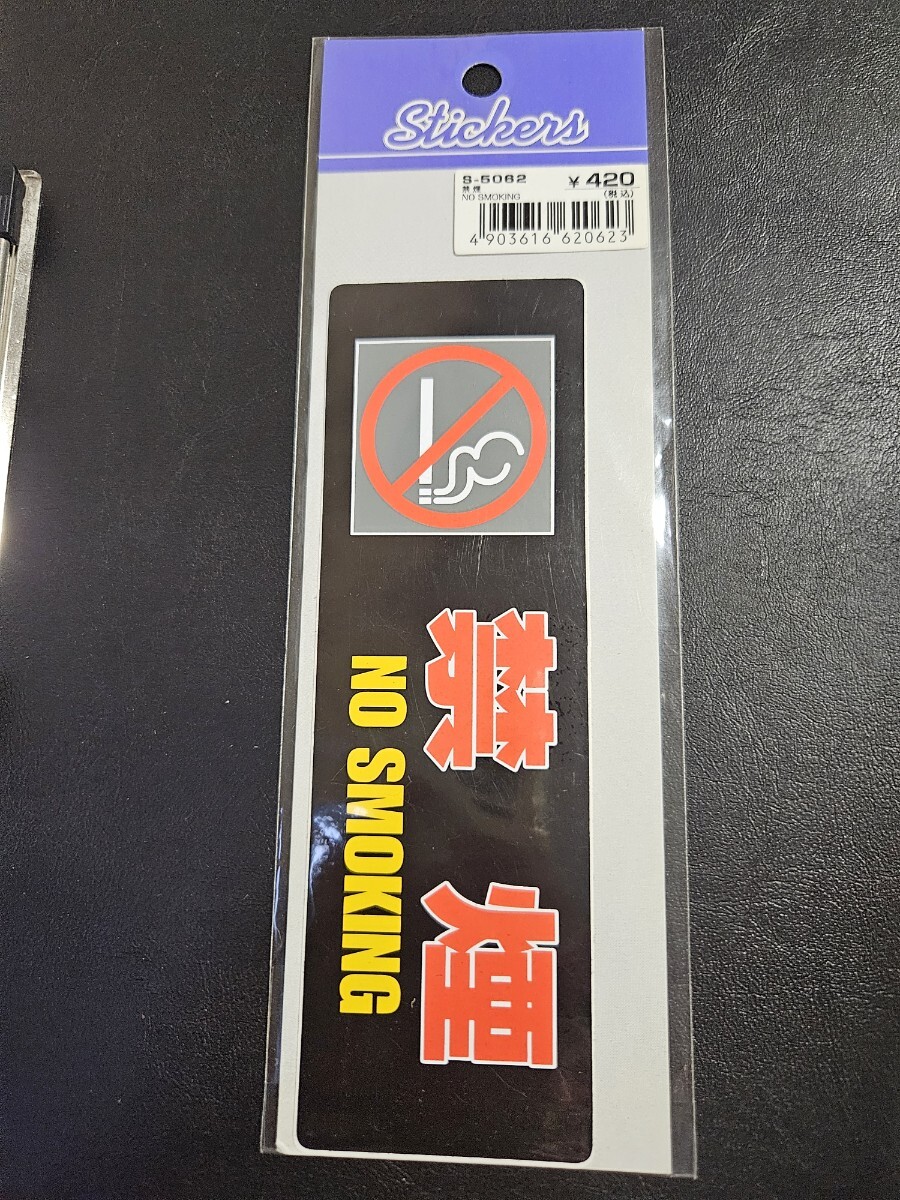 Stickers
S-5062 ¥420
禁煙 (税込)
NO SMOKING
4 903616 620623
禁煙
NO SMOKING